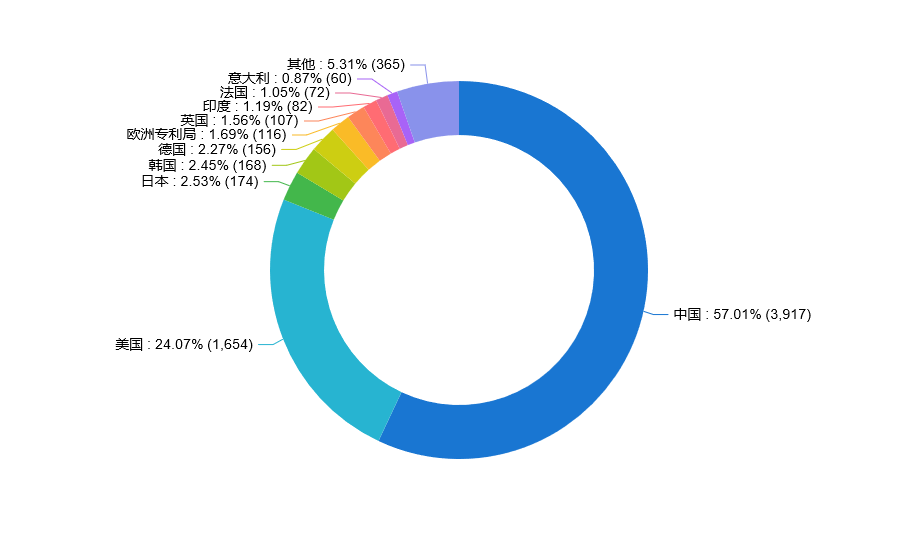 其他 : 5.31% (365)
意大利 : 0.87% (60)
法国 : 1.05% (72)
印度 : 1.19% (82)
英国 : 1.56% (107)
欧洲专利局 : 1.69% (116)
德国 : 2.27% (156)
韩国 : 2.45% (168)
日本 : 2.53% (174)
中国 : 57.01% (3,917)
美国 : 24.07% (1,654)